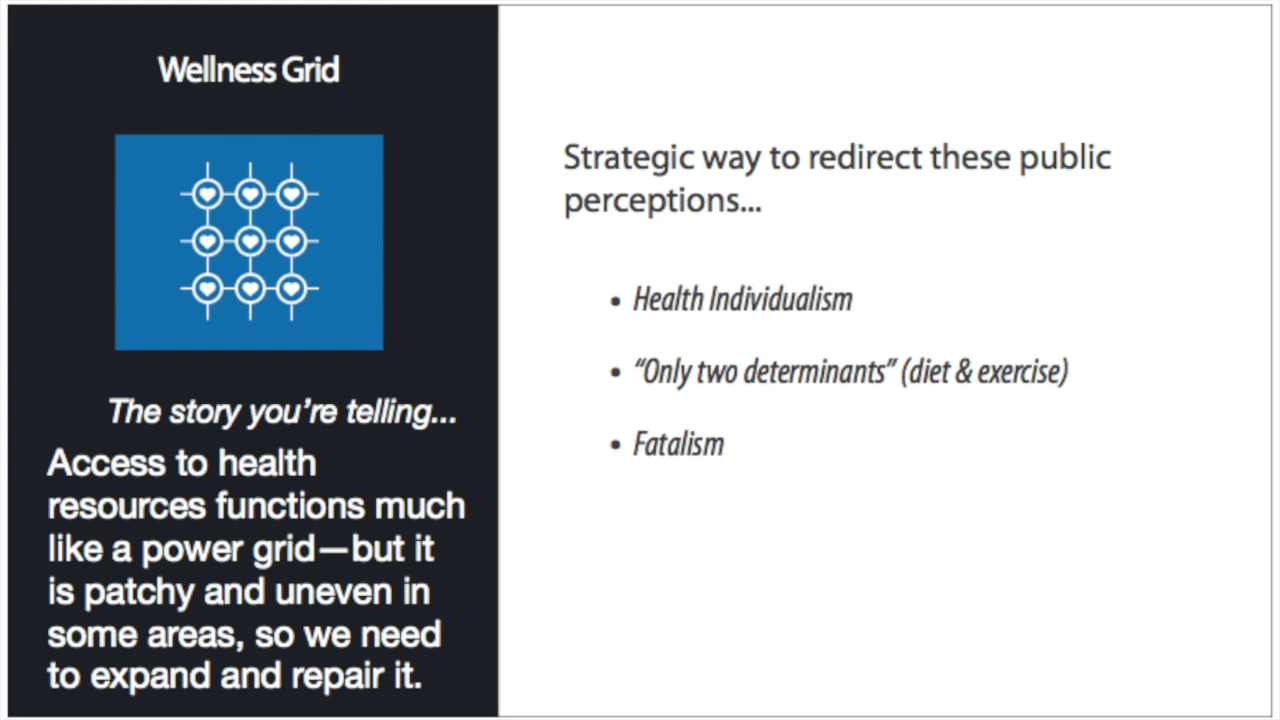 Wellness Grid
The story you're telling...
Access to health
resources functions much
like a power grid—but it
is patchy and uneven in
some areas, so we need
to expand and repair it.
Strategic way to redirect these public
perceptions...
• Health Individualism
• “Only two determinants” (diet & exercise)
• Fatalism